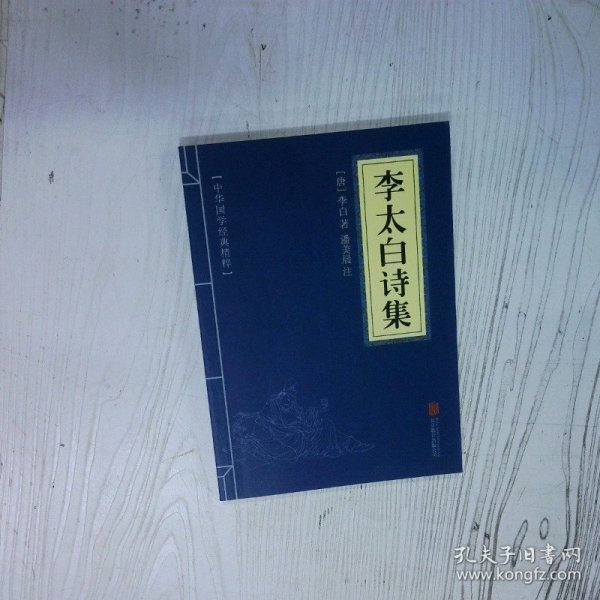 李太白诗集
[唐]李白 著 潘美辰 注
[中华国学经典精粹]
孔夫子旧书网
www.kongfz.com